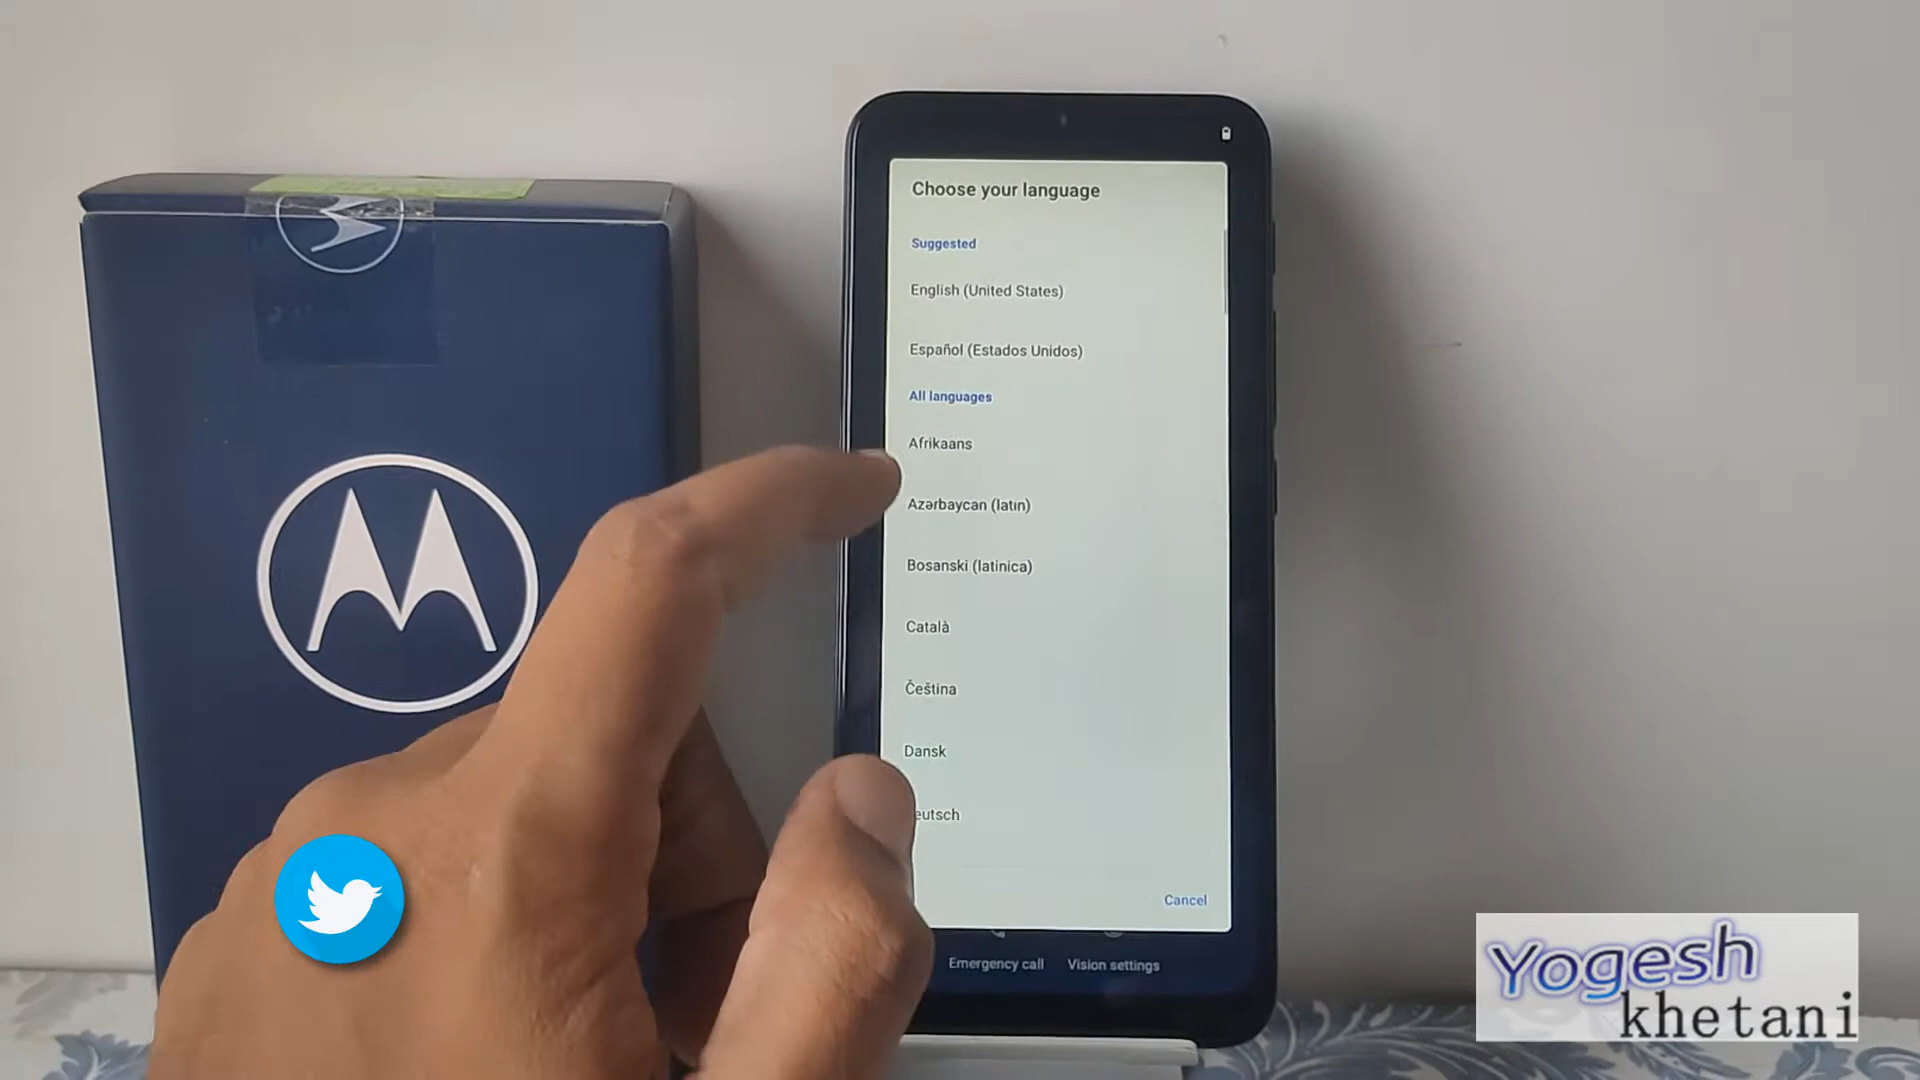 Choose your language
Suggested
English (United States)
Español (Estados Unidos)
All languages
Afrikaans
Azərbaycan (latın)
Bosanski (latinica)
Català
Čeština
Dansk
eutsch
Cancel
Emergency call
Vision settings
Yogesh
khetani